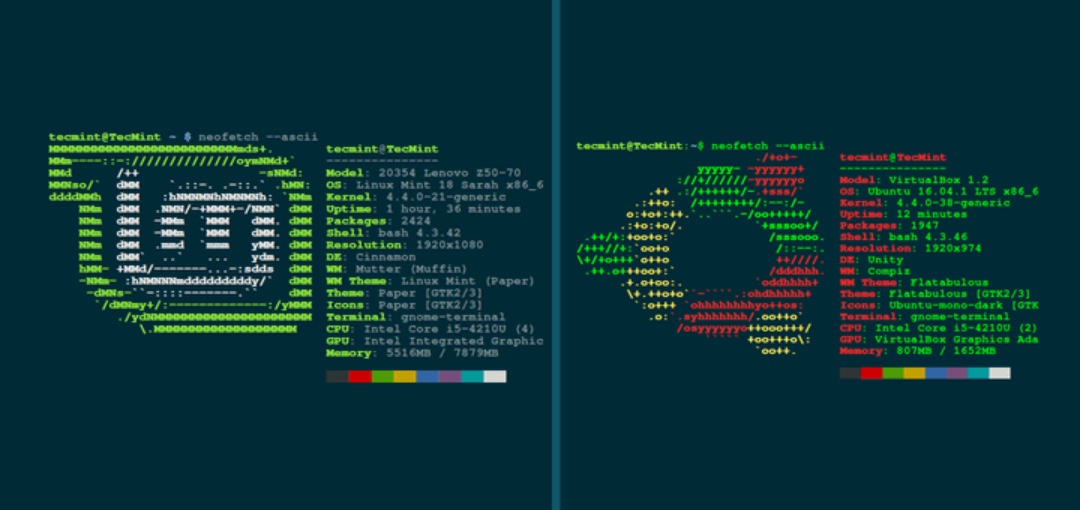 tecmint@TecMint ~ $ neofetch --ascii
tecmint@TecMint
---------------
Model: 20354 Lenovo Z50-70
OS: Linux Mint 18 Sarah x86_6
Kernel: 4.4.0-21-generic
Uptime: 1 hour, 36 minutes
Packages: 2424
Shell: bash 4.3.42
Resolution: 1920x1080
DE: Cinnamon
WM: Mutter (Muffin)
WM Theme: Linux Mint (Paper)
Theme: Paper [GTK2/3]
Icons: Paper [GTK2/3]
Terminal: gnome-terminal
CPU: Intel Core i5-4210U (4)
GPU: Intel Integrated Graphic
Memory: 5516MB / 7879MB
tecmint@TecMint:~$ neofetch --ascii
tecmint@TecMint
---------------
Model: VirtualBox 1.2
OS: Ubuntu 16.04.1 LTS x86_6
Kernel: 4.4.0-38-generic
Uptime: 12 minutes
Packages: 1947
Shell: bash 4.3.46
Resolution: 1920x974
DE: Unity
WM: Compiz
WM Theme: Flatabulous
Theme: Flatabulous [GTK2/3]
Icons: Ubuntu-mono-dark [GTK
Terminal: gnome-terminal
CPU: Intel Core i5-4210U (2)
GPU: VirtualBox Graphics Ada
Memory: 807MB / 1652MB